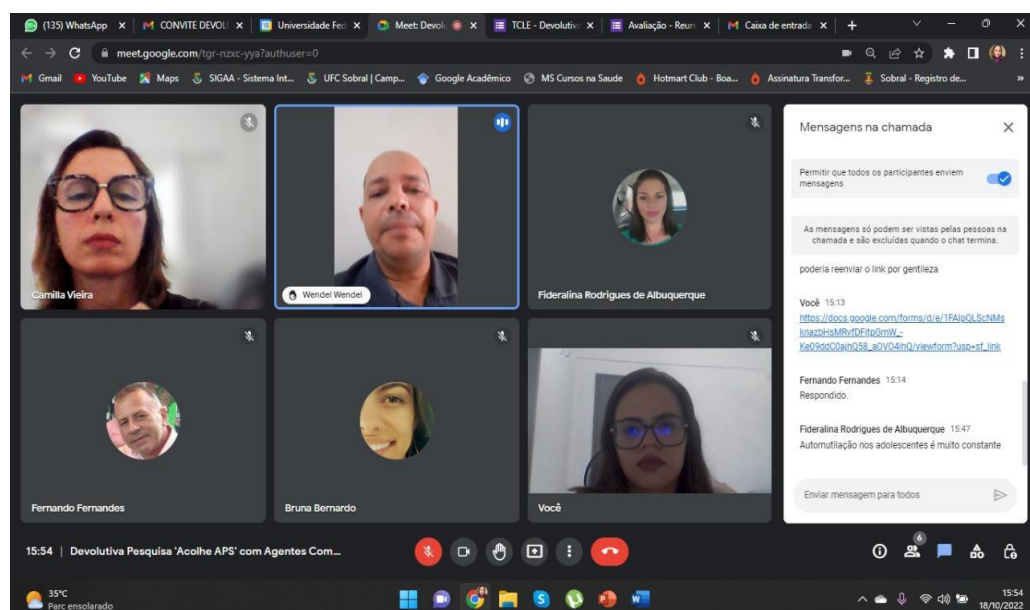 (135) WhatsApp
CONVITE DEVOLU
Universidade Fed
Meet: Devolu
TCLE - Devolutiva
Avaliação - Reuni
Caixa de entrada
meet.google.com/tgr-nzxc-yya?authuser=0
Gmail
YouTube
Maps
SIGAA - Sistema Int...
UFC Sobral | Camp...
Google Acadêmico
MS Cursos na Saude
Hotmart Club - Boa...
Assinatura Transfor...
Sobral - Registro de...
Camilla Vieira
Wendel Wendel
Fideralina Rodrigues de Albuquerque
Fernando Fernandes
Bruna Bernardo
Você
Mensagens na chamada
Permitir que todos os participantes enviem
mensagens
As mensagens só podem ser vistas pelas pessoas na
chamada e são excluídas quando o chat termina.
poderia reenviar o link por gentileza
Você 15:13
https://docs.google.com/forms/d/e/1FAIpQLScNMs
knazbHsMRvfDFjtpGmW_-
Ke09ddC0ajhQ58_aOVO4ihQ/viewform?usp=sf_link
Fernando Fernandes 15:14
Respondido.
Fideralina Rodrigues de Albuquerque 15:47
Automutilação nos adolescentes é muito constante
Enviar mensagem para todos
15:54 | Devolutiva Pesquisa 'Acolhe APS' com Agentes Com...
6
35°C
Parc ensolarado
15:54
18/10/2022